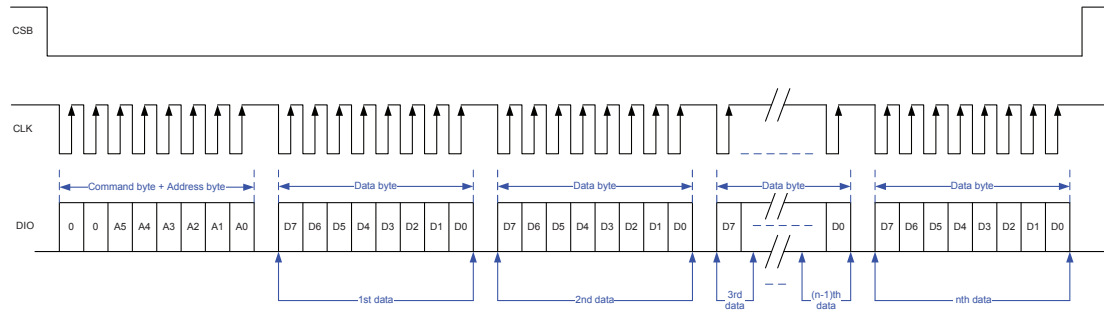 CSB
CLK
Command byte + Address byte
Data byte
Data byte
Data byte
Data byte
DIO
0 0 A5 A4 A3 A2 A1 A0
D7 D6 D5 D4 D3 D2 D1 D0
D7 D6 D5 D4 D3 D2 D1 D0
D7 D0
D7 D6 D5 D4 D3 D2 D1 D0
1st data
2nd data
3rd
data
(n-1)th
data
nth data